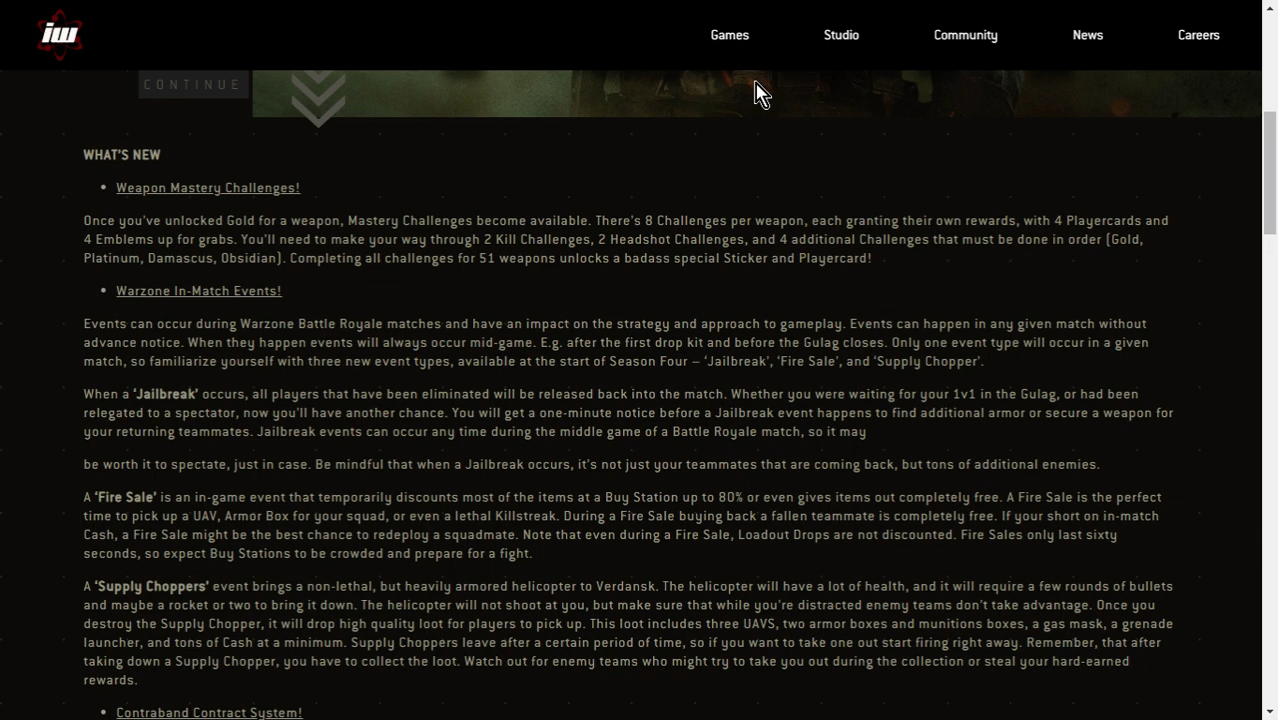 iw
Games
Studio
Community
News
Careers
CONTINUE
WHAT'S NEW
• Weapon Mastery Challenges!
Once you've unlocked Gold for a weapon, Mastery Challenges become available. There's 8 Challenges per weapon, each granting their own rewards, with 4 Playercards and
4 Emblems up for grabs. You'll need to make your way through 2 Kill Challenges, 2 Headshot Challenges, and 4 additional Challenges that must be done in order (Gold,
Platinum, Damascus, Obsidian). Completing all challenges for 51 weapons unlocks a badass special Sticker and Playercard!
• Warzone In-Match Events!
Events can occur during Warzone Battle Royale matches and have an impact on the strategy and approach to gameplay. Events can happen in any given match without
advance notice. When they happen events will always occur mid-game. E.g. after the first drop kit and before the Gulag closes. Only one event type will occur in a given
match, so familiarize yourself with three new event types, available at the start of Season Four – 'Jailbreak', 'Fire Sale', and 'Supply Chopper'.
When a 'Jailbreak' occurs, all players that have been eliminated will be released back into the match. Whether you were waiting for your 1v1 in the Gulag, or had been
relegated to a spectator, now you'll have another chance. You will get a one-minute notice before a Jailbreak event happens to find additional armor or secure a weapon for
your returning teammates. Jailbreak events can occur any time during the middle game of a Battle Royale match, so it may
be worth it to spectate, just in case. Be mindful that when a Jailbreak occurs, it's not just your teammates that are coming back, but tons of additional enemies.
A 'Fire Sale' is an in-game event that temporarily discounts most of the items at a Buy Station up to 80% or even gives items out completely free. A Fire Sale is the perfect
time to pick up a UAV, Armor Box for your squad, or even a lethal Killstreak. During a Fire Sale buying back a fallen teammate is completely free. If your short on in-match
Cash, a Fire Sale might be the best chance to redeploy a squadmate. Note that even during a Fire Sale, Loadout Drops are not discounted. Fire Sales only last sixty
seconds, so expect Buy Stations to be crowded and prepare for a fight.
A 'Supply Choppers' event brings a non-lethal, but heavily armored helicopter to Verdansk. The helicopter will have a lot of health, and it will require a few rounds of bullets
and maybe a rocket or two to bring it down. The helicopter will not shoot at you, but make sure that while you're distracted enemy teams don't take advantage. Once you
destroy the Supply Chopper, it will drop high quality loot for players to pick up. This loot includes three UAVS, two armor boxes and munitions boxes, a gas mask, a grenade
launcher, and tons of Cash at a minimum. Supply Choppers leave after a certain period of time, so if you want to take one out start firing right away. Remember, that after
taking down a Supply Chopper, you have to collect the loot. Watch out for enemy teams who might try to take you out during the collection or steal your hard-earned
rewards.
• Contraband Contract System!